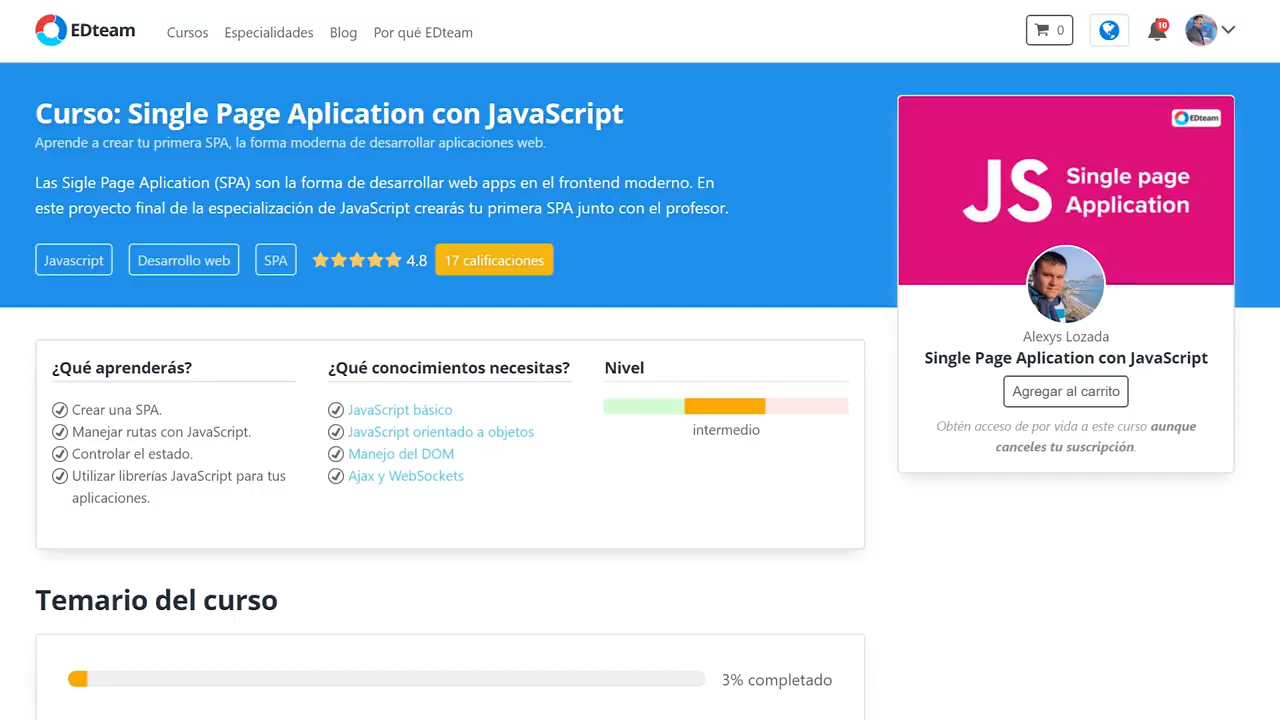 EDteam
Cursos
Especialidades
Blog
Por qué EDteam
0
10
Curso: Single Page Aplication con JavaScript
Aprende a crear tu primera SPA, la forma moderna de desarrollar aplicaciones web.
Las Sigle Page Aplication (SPA) son la forma de desarrollar web apps en el frontend moderno. En
este proyecto final de la especialización de JavaScript crearás tu primera SPA junto con el profesor.
Javascript
Desarrollo web
SPA
4.8
17 calificaciones
EDteam
JS Single page
Application
Alexys Lozada
Single Page Aplication con JavaScript
Agregar al carrito
Obtén acceso de por vida a este curso aunque
canceles tu suscripción.
¿Qué aprenderás?
Crear una SPA.
Manejar rutas con JavaScript.
Controlar el estado.
Utilizar librerías JavaScript para tus
aplicaciones.
¿Qué conocimientos necesitas?
JavaScript básico
JavaScript orientado a objetos
Manejo del DOM
Ajax y WebSockets
Nivel
intermedio
Temario del curso
3% completado